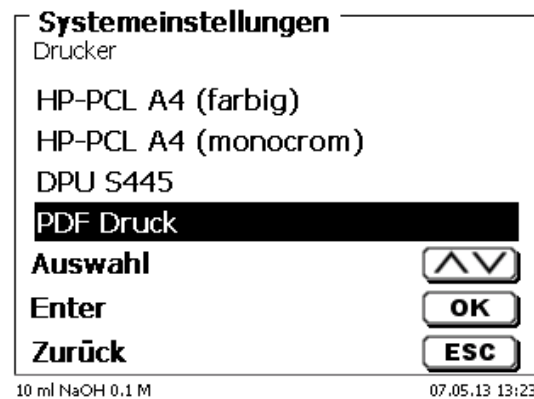 Systemeinstellungen
Drucker
HP-PCL A4 (farbig)
HP-PCL A4 (monocrom)
DPU S445
PDF Druck
Auswahl
Enter OK
Zurück ESC
10 ml NaOH 0.1 M 07.05.13 13:23